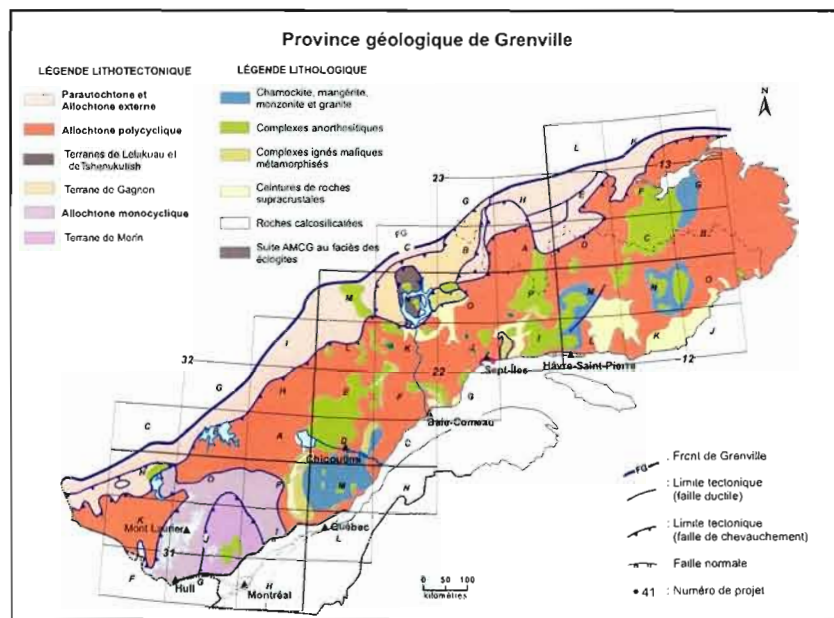 Province géologique de Grenville
LÉGENDE LITHOTECTONIQUE
Parautochtone et
Allochtone externe
Allochtone polycyclique
Terranes de Lelukuau et
de Tshenukutish
Terrane de Gagnon
Allochtone monocyclique
Terrane de Morin
LÉGENDE LITHOLOGIQUE
Charnockite, mangérite,
monzonite et granite
Complexes anorthositiques
Complexes ignés mafiques
métamorphisés
Ceintures de roches
supracrustales
Roches calcosilicatées
Suite AMCG au faciès des
éclogites
N
L
K
J
13
23
G
H
E
F
G
FG
C
B
A
D
C
B
M
P
M
N
O
I
L
K
I
L
K
J
32
Sept-Îles
Hâvre-Saint-Pierre
12
22
G
H
E
F
G
Baie-Comeau
C
A
D
C
Chicoutimi
N
O
P
M
N
K
Mont Laurier
J
I
Québec
L
31
F
Hull
G
H
Montréal
0 50 100
kilomètres
FG : Front de Grenville
: Limite tectonique
(faille ductile)
: Limite tectonique
(faille de chevauchement)
: Faille normale
• 41 : Numéro de projet